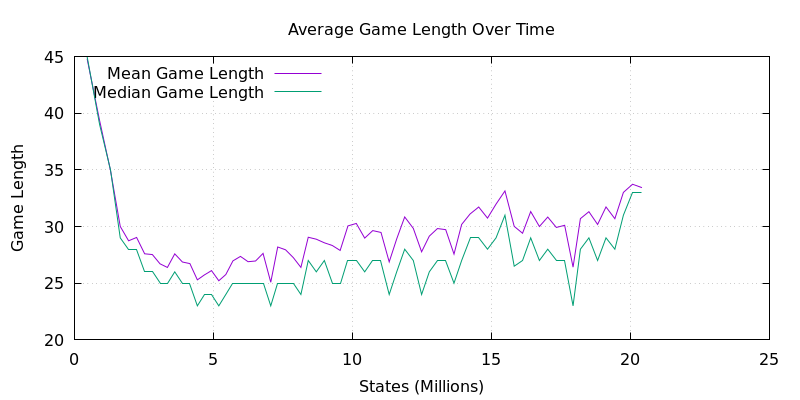 Average Game Length Over Time
Mean Game Length
Median Game Length
Game Length
45
40
35
30
25
20
0 5 10 15 20 25
States (Millions)